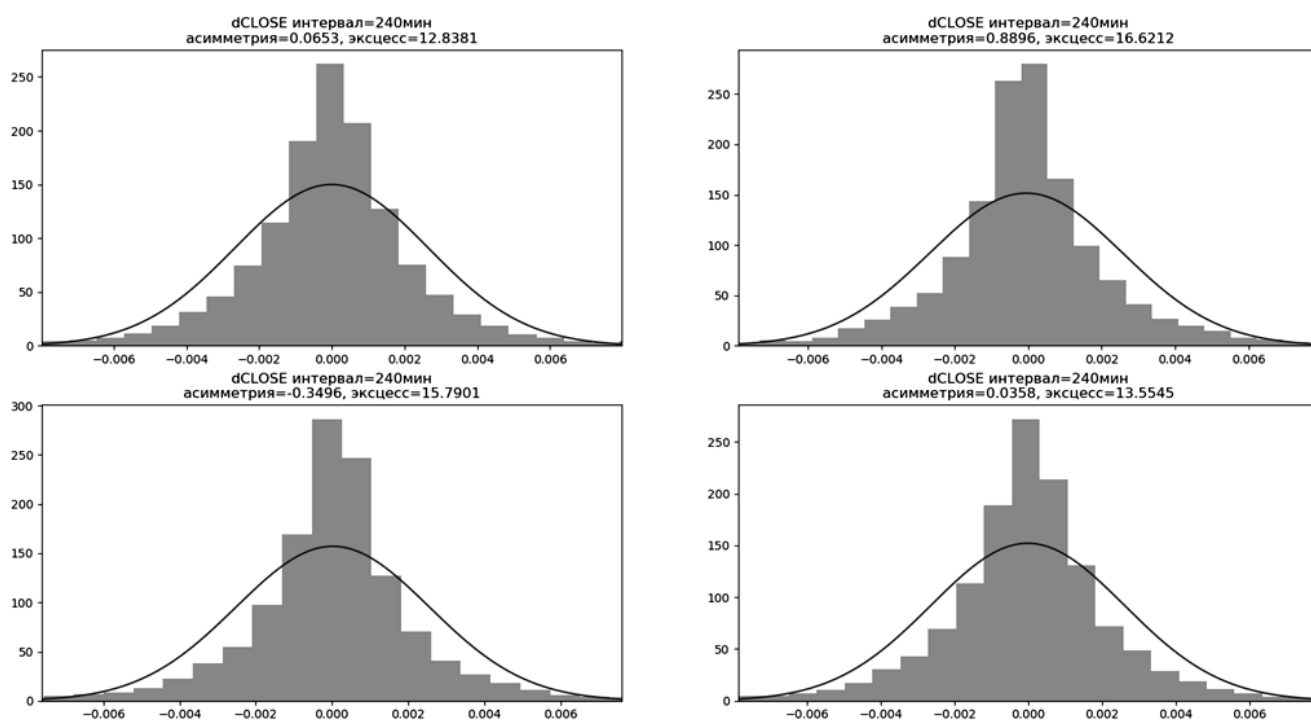 dCLOSE интервал=240мин
асимметрия=0.0653, эксцесс=12.8381
250
200
150
100
50
0
−0.006 −0.004 −0.002 0.000 0.002 0.004 0.006
dCLOSE интервал=240мин
асимметрия=0.8896, эксцесс=16.6212
250
200
150
100
50
0
−0.006 −0.004 −0.002 0.000 0.002 0.004 0.006
dCLOSE интервал=240мин
асимметрия=-0.3496, эксцесс=15.7901
300
250
200
150
100
50
0
−0.006 −0.004 −0.002 0.000 0.002 0.004 0.006
dCLOSE интервал=240мин
асимметрия=0.0358, эксцесс=13.5545
250
200
150
100
50
0
−0.006 −0.004 −0.002 0.000 0.002 0.004 0.006